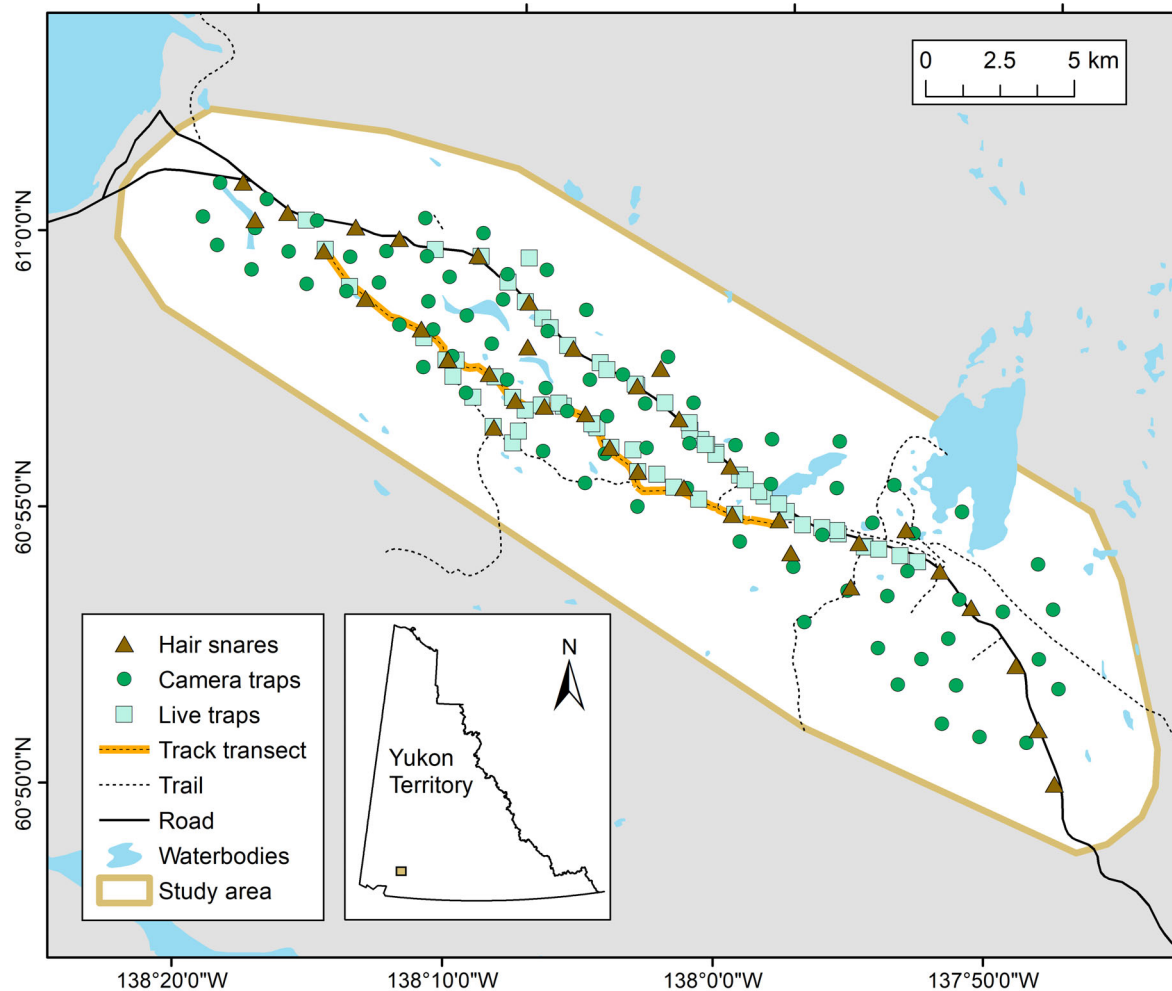 0 2.5 5 km
61°0'0"N
60°55'0"N
60°50'0"N
Hair snares
Camera traps
Live traps
Track transect
Trail
Road
Waterbodies
Study area
N
Yukon
Territory
138°20'0"W
138°10'0"W
138°0'0"W
137°50'0"W